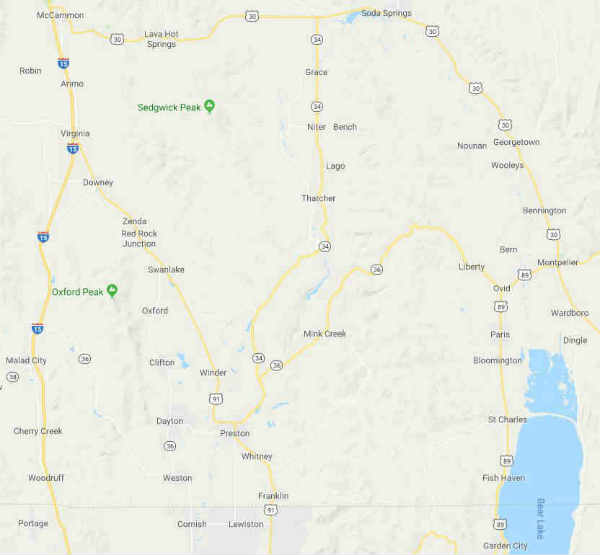 McCammon
30
Lava Hot
Springs
30
Soda Springs
30
34
15
Robin
Arimo
Grace
30
Sedgwick Peak
34
Virginia
Niter
Bench
30
15
Nounan
Georgetown
Wooleys
Lago
Downey
Thatcher
Bennington
Zenda
Red Rock
Junction
15
30
34
Bern
Swanlake
36
Liberty
89
Montpelier
Oxford Peak
Ovid
Oxford
89
Wardboro
15
Mink Creek
Paris
Dingle
Malad City
36
Clifton
34
36
Bloomington
38
Winder
91
Dayton
St Charles
Cherry Creek
Preston
36
Whitney
89
Woodruff
Weston
Fish Haven
Franklin
91
Bear Lake
Portage
Cornish
Lewiston
89
Garden City